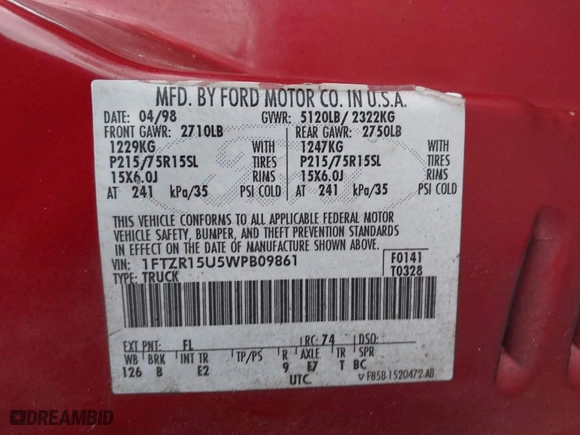 MFD. BY FORD MOTOR CO. IN U.S.A.
DATE: 04/98 GVWR: 5120LB/ 2322KG
FRONT GAWR: 2710LB REAR GAWR: 2750LB
1229KG WITH 1247KG WITH
P215/75R15SL TIRES P215/75R15SL TIRES
15X6.0J RIMS 15X6.0J RIMS
AT 241 kPa/35 PSI COLD AT 241 kPa/35 PSI COLD
THIS VEHICLE CONFORMS TO ALL APPLICABLE FEDERAL MOTOR
VEHICLE SAFETY, BUMPER, AND THEFT PREVENTION STANDARDS
IN EFFECT ON THE DATE OF MANUFACTURE SHOWN ABOVE.
VIN: 1FTZR15U5WPB09861 F0141
TYPE: TRUCK T0328
EXT PNT: FL RC: 74 DSO:
WB BRK INT TR TP/PS R AXLE TR SPR
126 B E2 9 E7 T BC
UTC. FB5B-1520472-AB
DREAMBID